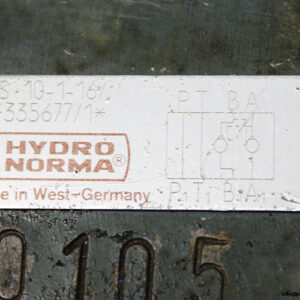 S 10-1-16/
335677/1*
HYDRO
NORMA®
e in West-Germany
P T B A
P T B A
0105